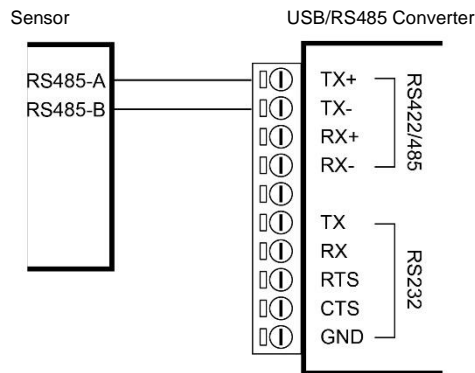 Sensor
USB/RS485 Converter
RS485-A
RS485-B
TX+
TX-
RX+
RX-
RS422/485
TX
RX
RTS
CTS
GND
RS232